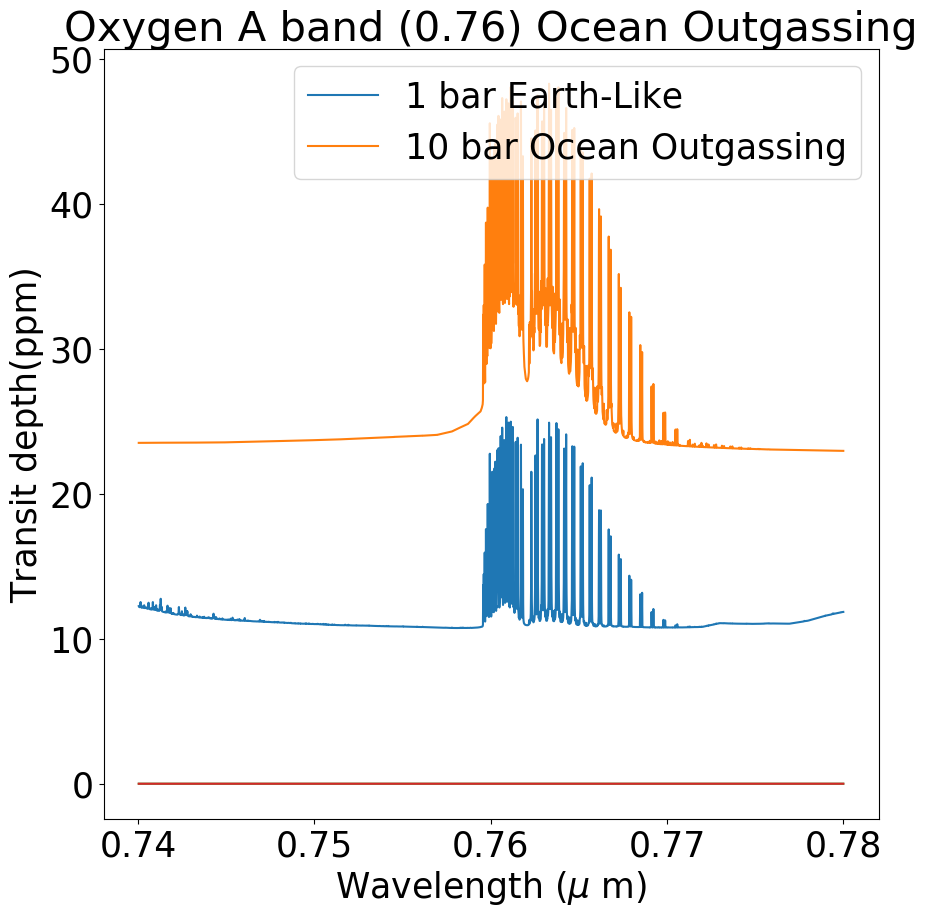 Oxygen A band (0.76) Ocean Outgassing
1 bar Earth-Like
10 bar Ocean Outgassing
50
40
30
20
10
0
Transit depth(ppm)
0.74 0.75 0.76 0.77 0.78
Wavelength (μ m)